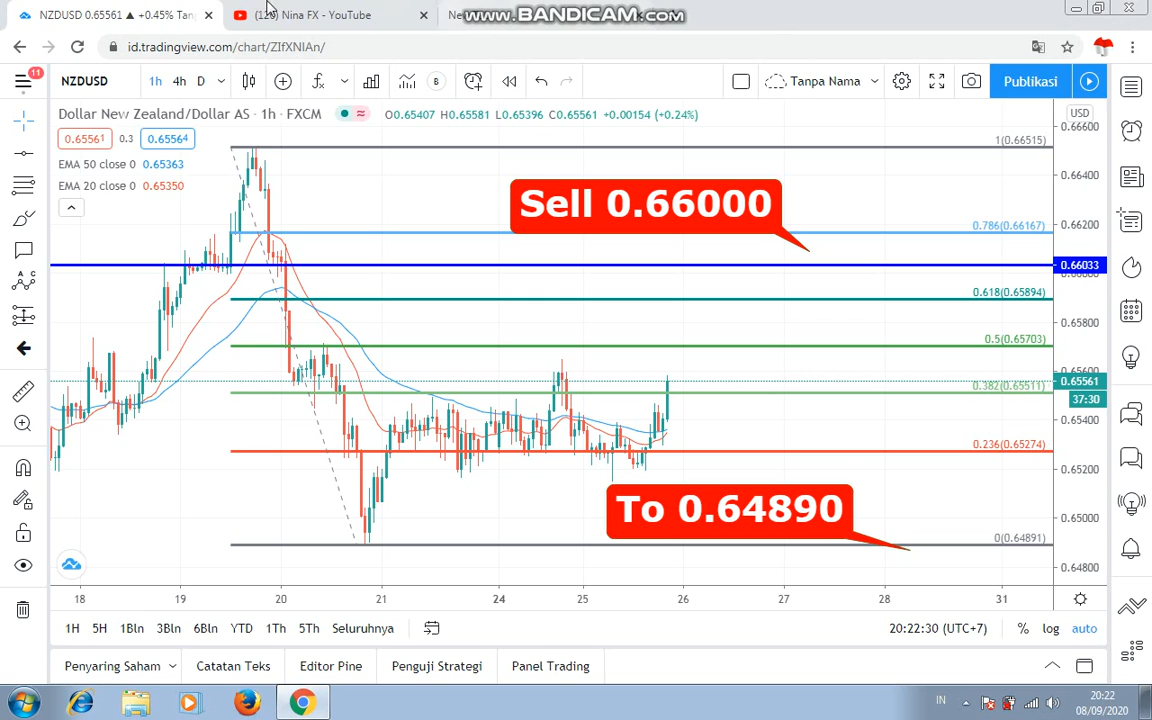 NZDUSD 0.65561 ▲ +0.45% Tan
(120) Nina FX - YouTube
Ne
www.BANDICAM.com
id.tradingview.com/chart/ZIfXNIAn/
11
NZDUSD
1h
4h
D
B
Tanpa Nama
Publikasi
Dollar New Zealand/Dollar AS · 1h · FXCM
O0.65407 H0.65581 L0.65396 C0.65561 +0.00154 (+0.24%)
USD
0.65561
0.3
0.65564
EMA 50 close 0 0.65363
EMA 20 close 0 0.65350
Sell 0.66000
To 0.64890
1(0.66515)
0.786(0.66167)
0.618(0.65894)
0.5(0.65703)
0.382(0.65511)
0.236(0.65274)
0(0.64891)
0.66600
0.66400
0.66200
0.66033
0.65800
0.65561
37:30
0.65400
0.65200
0.65000
0.64800
18 19 20 21 24 25 26 27 28 31
1H 5H 1Bln 3Bln 6Bln YTD 1Th 5Th Seluruhnya
20:22:30 (UTC+7)
% log auto
Penyaring Saham
Catatan Teks
Editor Pine
Penguji Strategi
Panel Trading
IN
20:22
08/09/2020